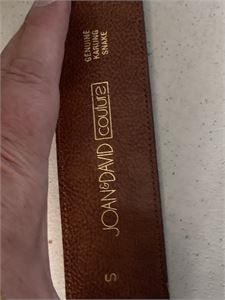 GENUINE
KARUNG
SNAKE
JOAN&DAVID couture
S